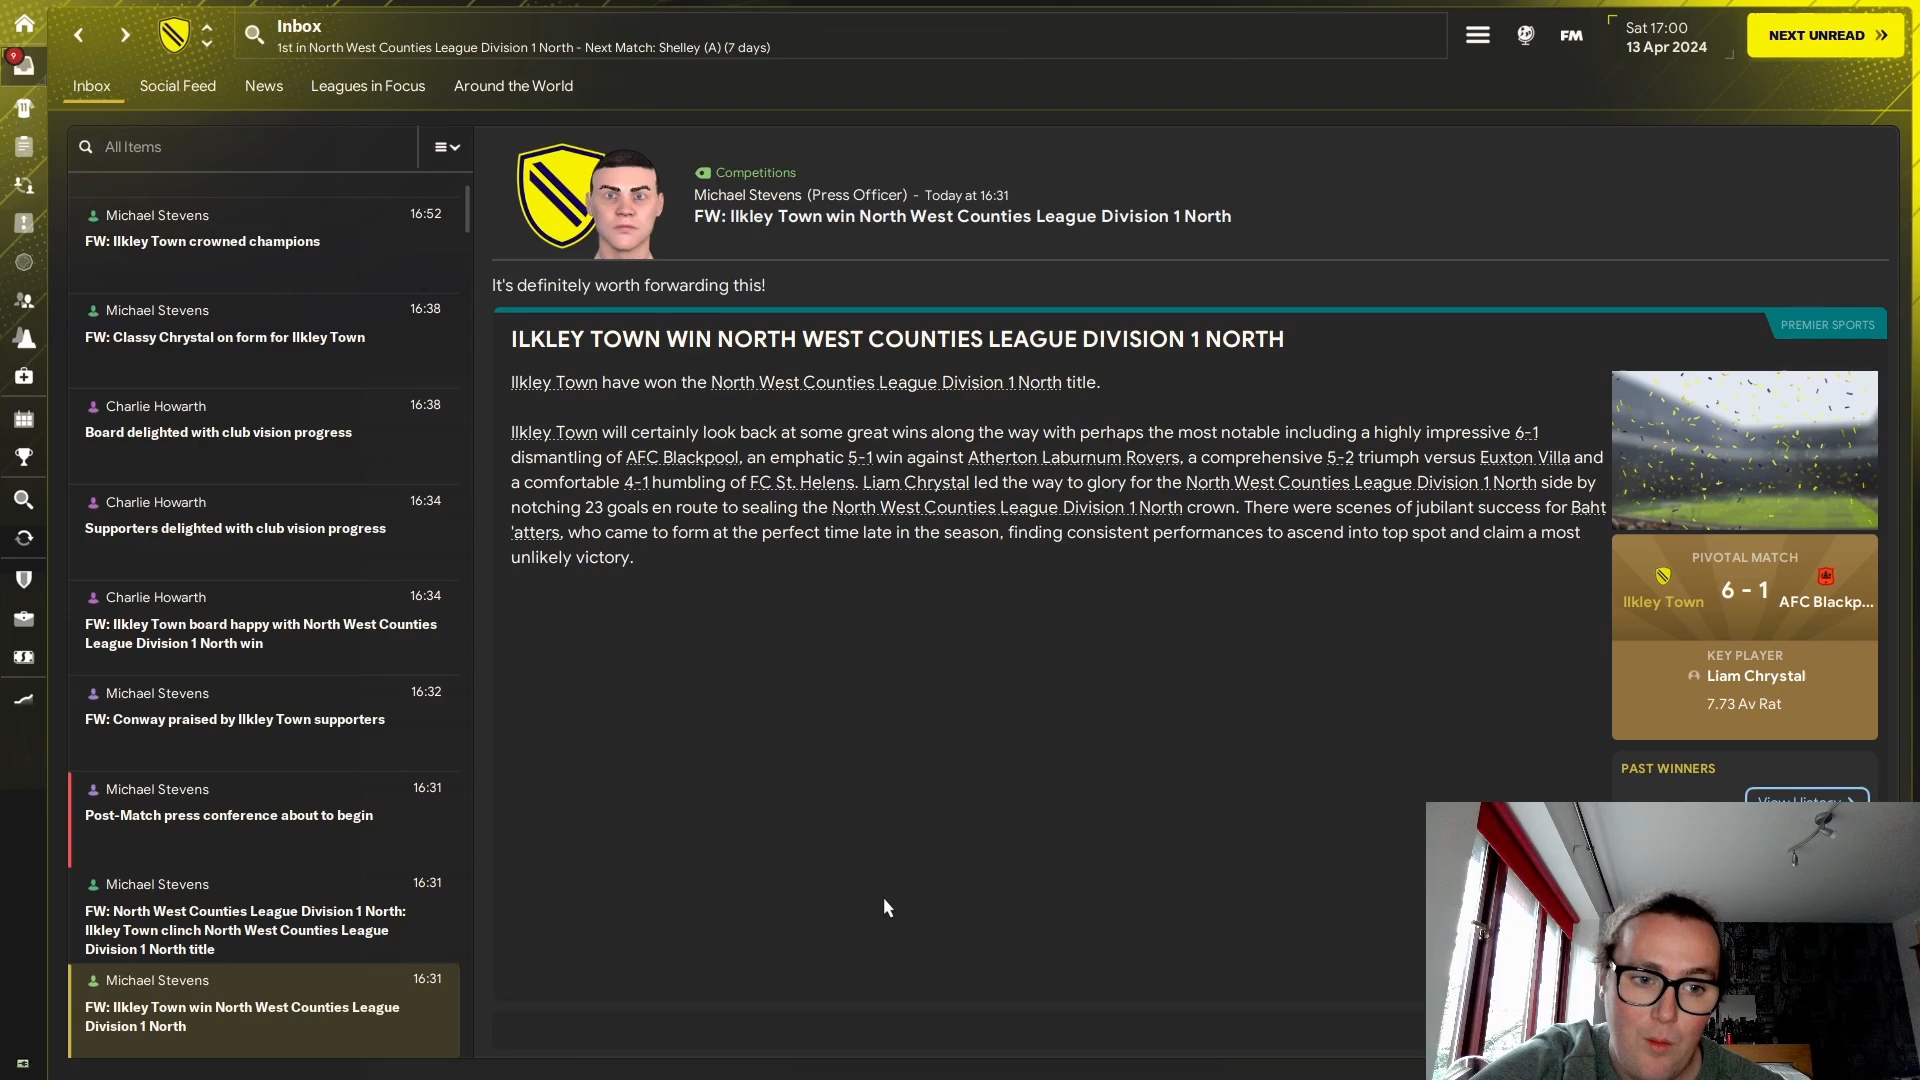 Inbox
1st in North West Counties League Division 1 North - Next Match: Shelley (A) (7 days)
FM
Sat 17:00
13 Apr 2024
NEXT UNREAD
9
Inbox
Social Feed
News
Leagues in Focus
Around the World
All Items
Michael Stevens 16:52
FW: Ilkley Town crowned champions
Michael Stevens 16:38
FW: Classy Chrystal on form for Ilkley Town
Charlie Howarth 16:38
Board delighted with club vision progress
Charlie Howarth 16:34
Supporters delighted with club vision progress
Charlie Howarth 16:34
FW: Ilkley Town board happy with North West Counties
League Division 1 North win
Michael Stevens 16:32
FW: Conway praised by Ilkley Town supporters
Michael Stevens 16:31
Post-Match press conference about to begin
Michael Stevens 16:31
FW: North West Counties League Division 1 North:
Ilkley Town clinch North West Counties League
Division 1 North title
Michael Stevens 16:31
FW: Ilkley Town win North West Counties League
Division 1 North
Competitions
Michael Stevens (Press Officer) - Today at 16:31
FW: Ilkley Town win North West Counties League Division 1 North
It's definitely worth forwarding this!
PREMIER SPORTS
ILKLEY TOWN WIN NORTH WEST COUNTIES LEAGUE DIVISION 1 NORTH
Ilkley Town have won the North West Counties League Division 1 North title.
Ilkley Town will certainly look back at some great wins along the way with perhaps the most notable including a highly impressive 6-1
dismantling of AFC Blackpool, an emphatic 5-1 win against Atherton Laburnum Rovers, a comprehensive 5-2 triumph versus Euxton Villa and
a comfortable 4-1 humbling of FC St. Helens. Liam Chrystal led the way to glory for the North West Counties League Division 1 North side by
notching 23 goals en route to sealing the North West Counties League Division 1 North crown. There were scenes of jubilant success for Baht
'atters, who came to form at the perfect time late in the season, finding consistent performances to ascend into top spot and claim a most
unlikely victory.
PIVOTAL MATCH
Ilkley Town 6 - 1 AFC Blackp...
KEY PLAYER
Liam Chrystal
7.73 Av Rat
PAST WINNERS
View History